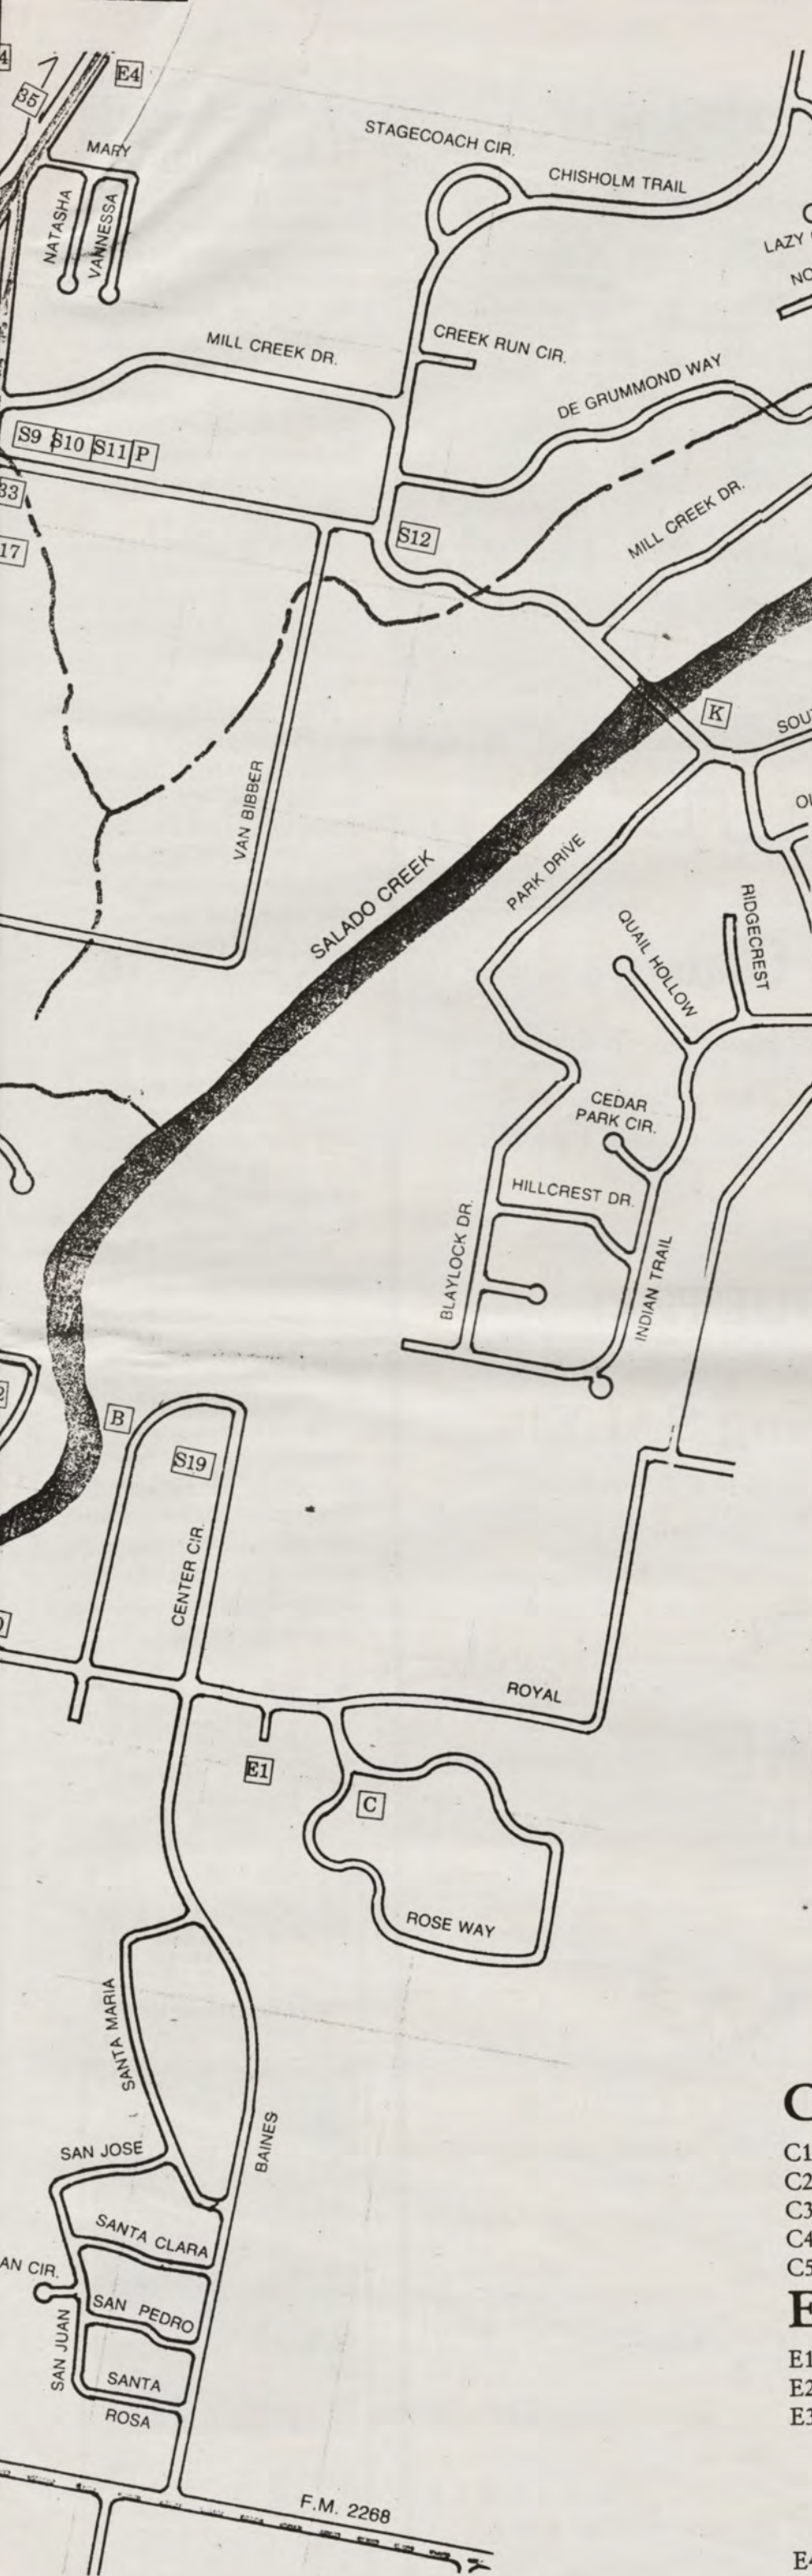 4
35
E4
MARY
NATASHA
VANNESSA
STAGECOACH CIR.
CHISHOLM TRAIL
LAZY
NO
MILL CREEK DR.
CREEK RUN CIR.
DE GRUMMOND WAY
S9 S10 S11 P
33
17
S12
MILL CREEK DR.
K
SOU
VAN BIBBER
SALADO CREEK
PARK DRIVE
QUAIL HOLLOW
RIDGECREST
CEDAR
PARK CIR.
HILLCREST DR.
BLAYLOCK DR.
INDIAN TRAIL
B
S19
CENTER CIR.
ROYAL
E1
C
ROSE WAY
SANTA MARIA
BAINES
SAN JOSE
SANTA CLARA
AN CIR.
SAN PEDRO
SAN JUAN
SANTA
ROSA
F.M. 2268
C
C1
C2
C3
C4
C5
E
E1
E2
E3